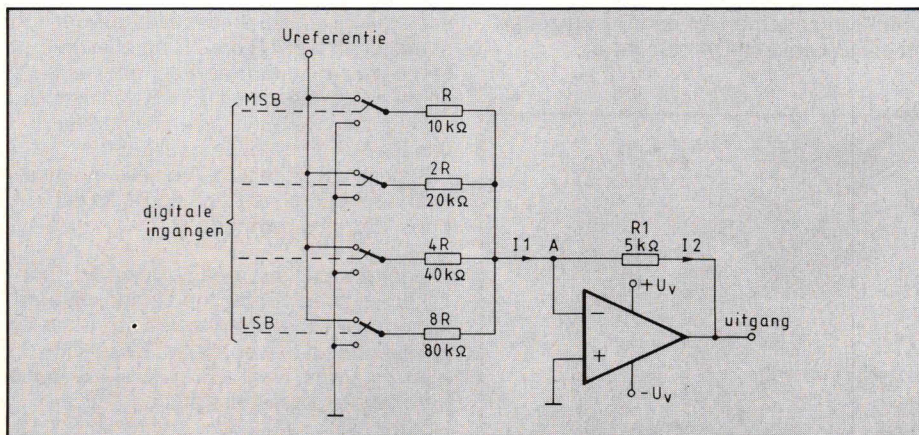 Ureferentie
MSB
R
10kΩ
2R
20kΩ
digitale
ingangen
4R
40kΩ
LSB
8R
80kΩ
I1
A
R1
5kΩ
I2
+Uv
−
+
-Uv
uitgang